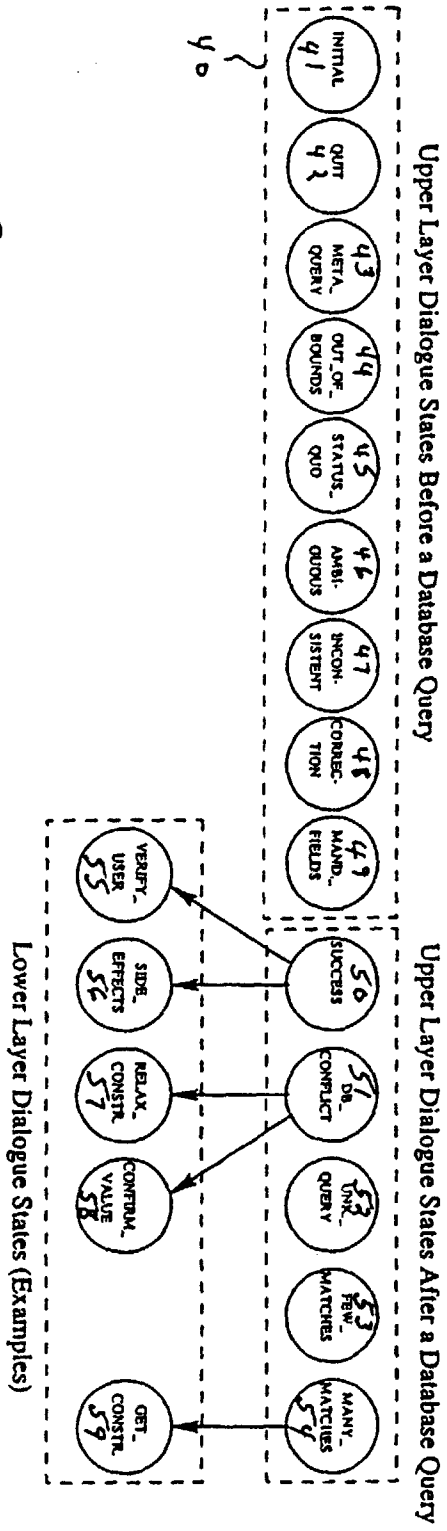 Upper Layer Dialogue States Before a Database Query
INITIAL
41
QUIT
42
43
META_
QUERY
44
OUT_OF_
BOUNDS
45
STATUS_
QUO
46
AMBI-
GUOUS
47
INCON-
SISTENT
48
CORREC-
TION
49
MAND_
FIELDS
40
Upper Layer Dialogue States After a Database Query
50
SUCCESS
51
DB_
CONFLICT
UNK_
QUERY
53
FEW_
MATCHES
MANY_
MATCHES
54
VERIFY_
USER
55
SIDE_
EFFECTS
56
RELAX_
CONSTR
57
CONFIRM_
VALUE
58
GET_
CONSTR
59
Lower Layer Dialogue States (Examples)